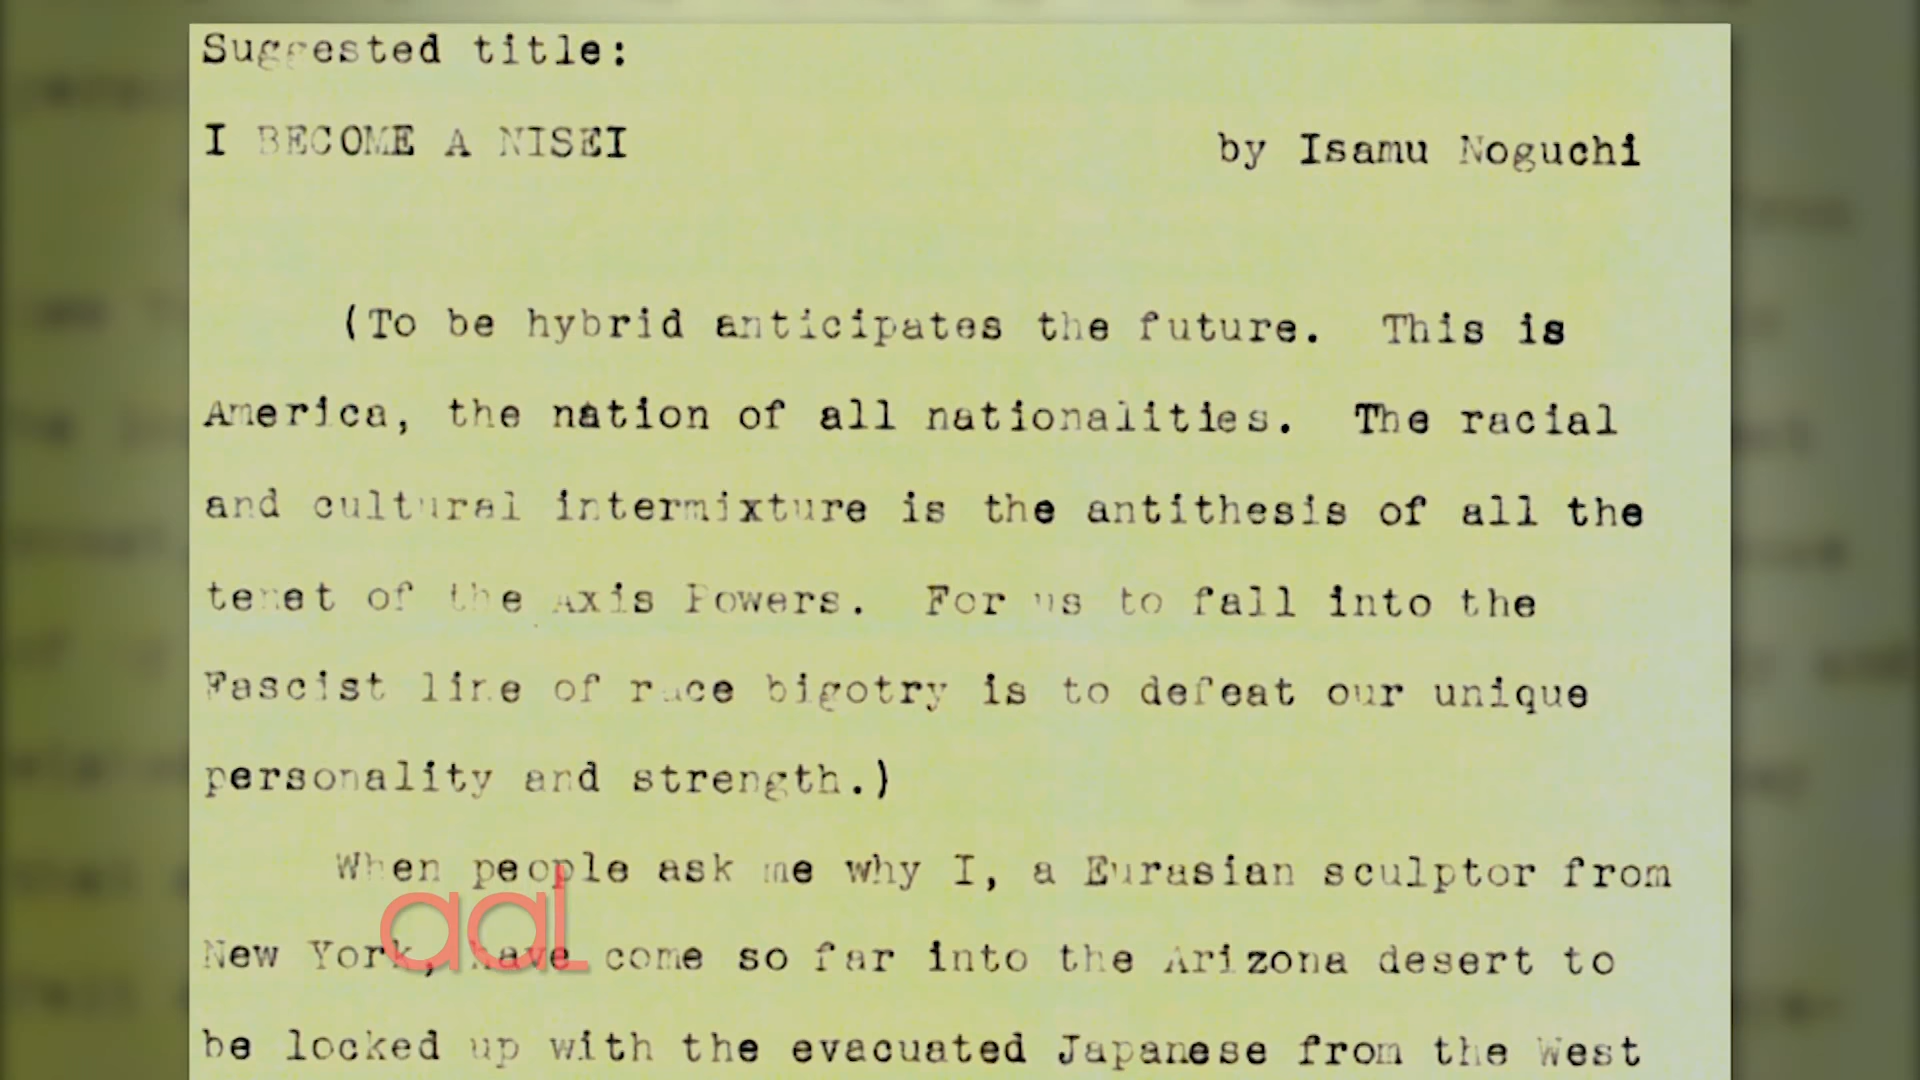 Suggested title:
I BECOME A NISEI
by Isamu Noguchi
(To be hybrid anticipates the future. This is
America, the nation of all nationalities. The racial
and cultural intermixture is the antithesis of all the
tenet of the Axis Powers. For us to fall into the
Fascist line of race bigotry is to defeat our unique
personality and strength.)
When people ask me why I, a Eurasian sculptor from
New York, have come so far into the Arizona desert to
be locked up with the evacuated Japanese from the West
aaL